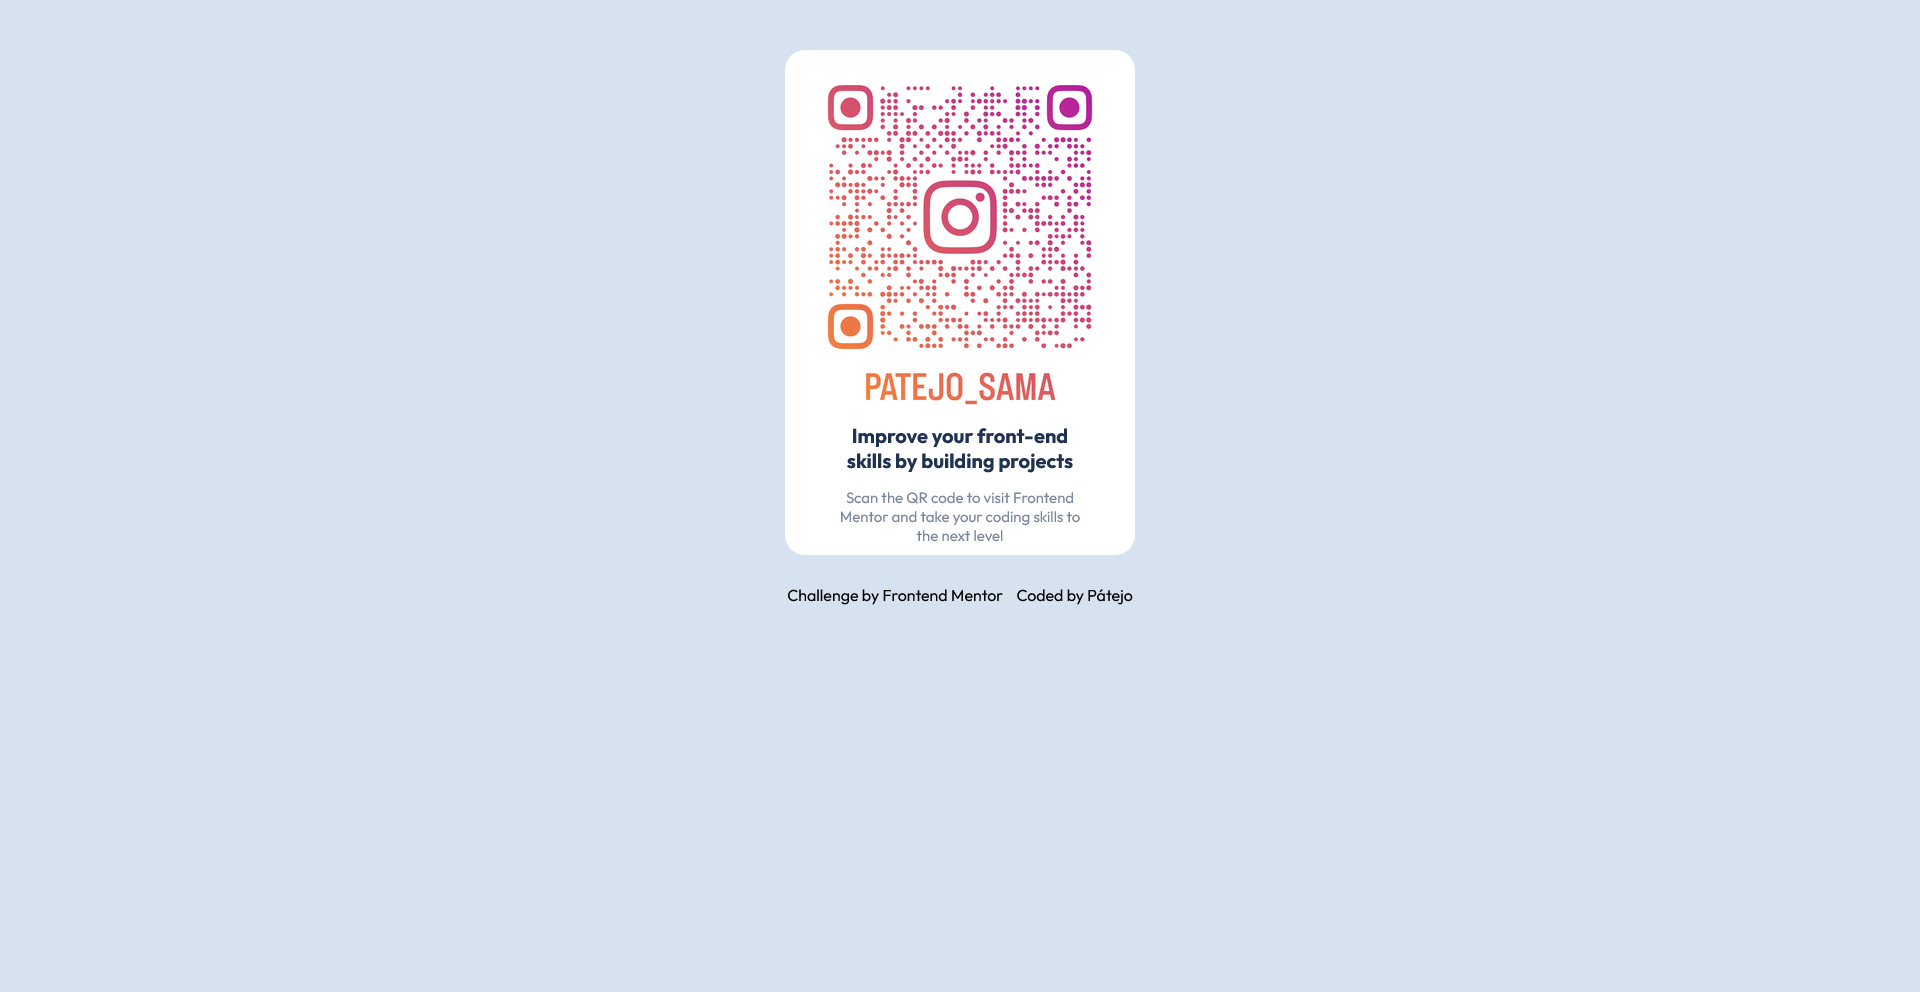 PATEJO_SAMA
Improve your front-end
skills by building projects
Scan the QR code to visit Frontend
Mentor and take your coding skills to
the next level
Challenge by Frontend Mentor Coded by Pátejo